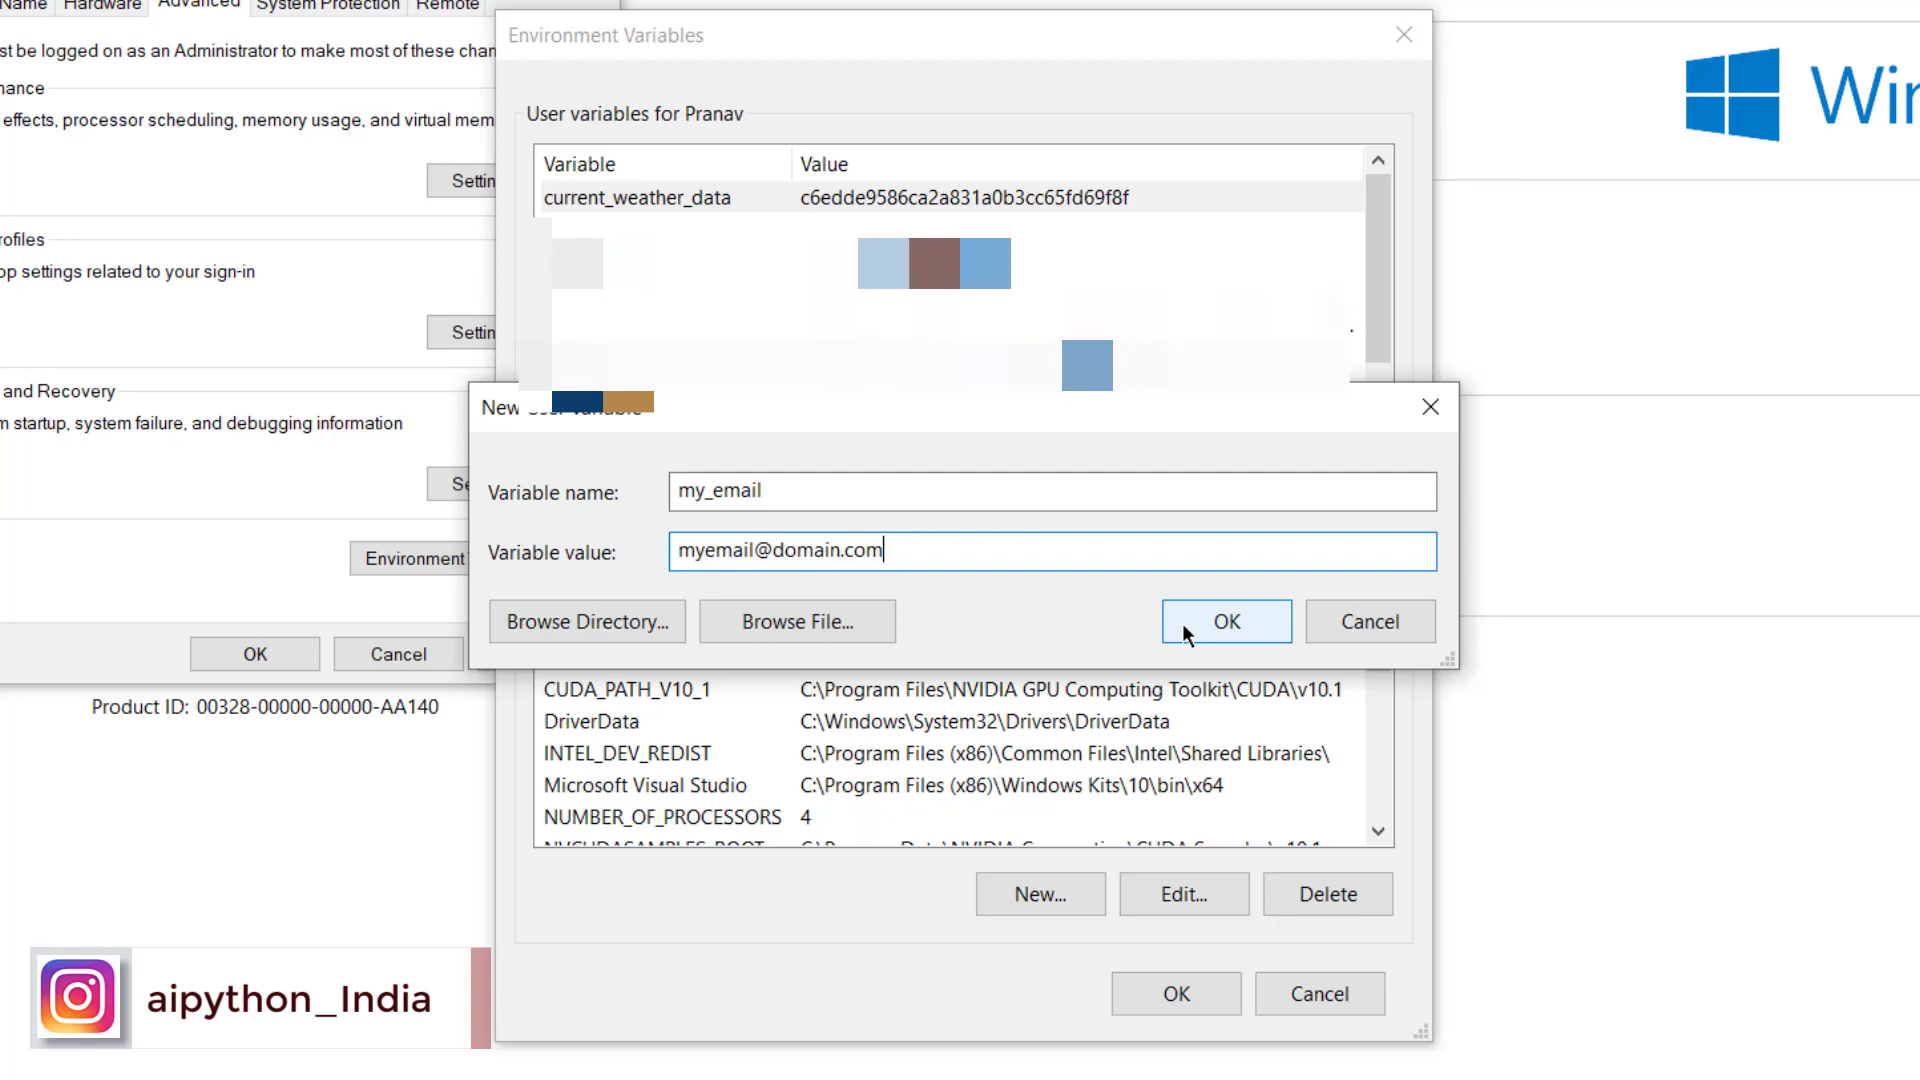 Name Hardware Advanced System Protection Remote
st be logged on as an Administrator to make most of these chan
nance
effects, processor scheduling, memory usage, and virtual mem
Settin
rofiles
op settings related to your sign-in
Settin
and Recovery
m startup, system failure, and debugging information
Se
Environment
OK Cancel
Product ID: 00328-00000-00000-AA140
aipython_India
Environment Variables
User variables for Pranav
Variable Value
current_weather_data c6edde9586ca2a831a0b3cc65fd69f8f
New User Variable
Variable name: my_email
Variable value: myemail@domain.com
Browse Directory... Browse File... OK Cancel
CUDA_PATH_V10_1 C:\Program Files\NVIDIA GPU Computing Toolkit\CUDA\v10.1
DriverData C:\Windows\System32\Drivers\DriverData
INTEL_DEV_REDIST C:\Program Files (x86)\Common Files\Intel\Shared Libraries\
Microsoft Visual Studio C:\Program Files (x86)\Windows Kits\10\bin\x64
NUMBER_OF_PROCESSORS 4
New... Edit... Delete
OK Cancel
Win